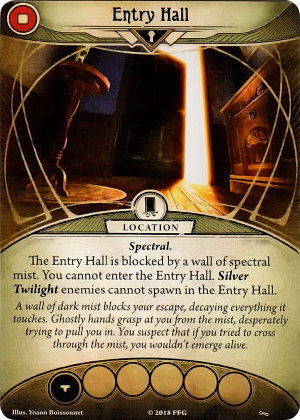 Entry Hall
LOCATION
Spectral.
The Entry Hall is blocked by a wall of spectral
mist. You cannot enter the Entry Hall. Silver
Twilight enemies cannot spawn in the Entry Hall.
A wall of dark mist blocks your escape, decaying everything it
touches. Ghostly hands grasp at you from the mist, desperately
trying to pull you in. You suspect that if you tried to cross
through the mist, you wouldn't emerge alive.
Illus. Yoann Boissonnet
© 2018 FFG